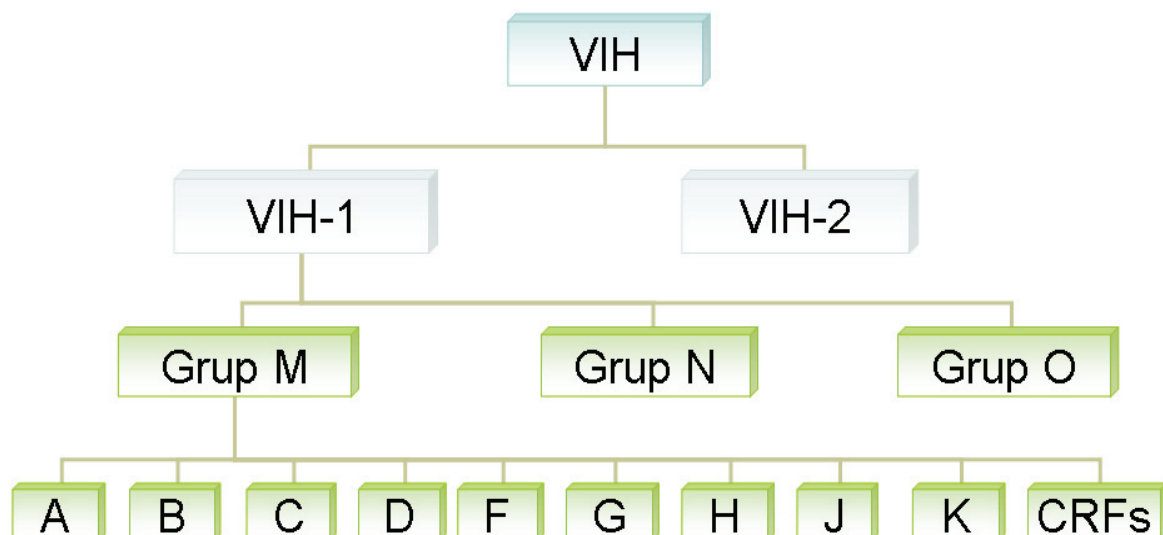 VIH
VIH-1 VIH-2
Grup M Grup N Grup O
A B C D F G H J K CRFs